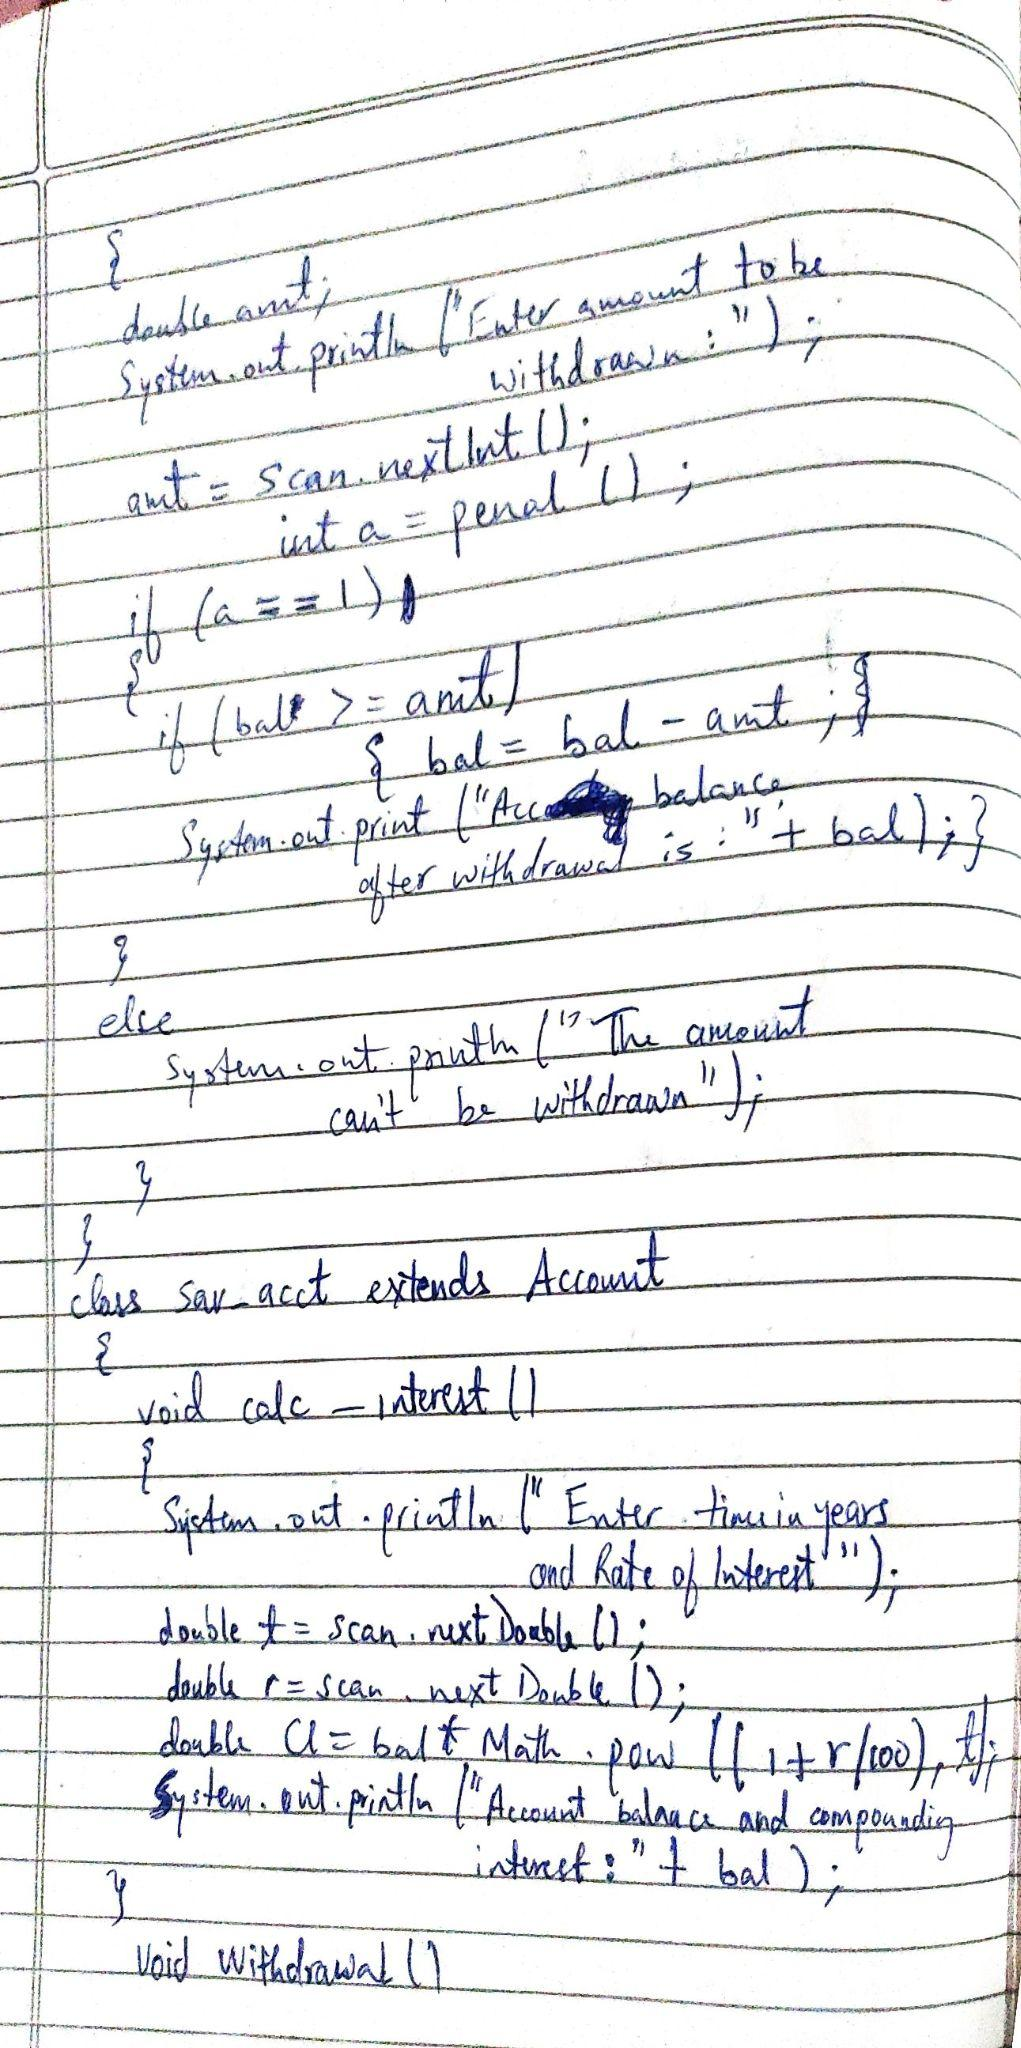 {
double amt;
System.out.println ("Enter amount to be
withdrawn :");
amt = scan.nextInt();
int a = penal ();
if (a == 1)
{
if (bal >= amt)
{ bal = bal - amt ; }
System.out.print ("Acc balance
after withdrawal is : " + bal); }
}
else
System.out.println (" The amount
can't be withdrawn");
}
}
class sav_acct extends Account
{
void calc_interest ()
{
System.out.println (" Enter time in years
and Rate of Interest ");
double t = scan.nextDouble ();
double r = scan.nextDouble ();
double CI = bal * Math.pow ((1+r/100), t);
System.out.println ("Account balance and compounding
interest : " + bal );
}
void Withdrawal ()